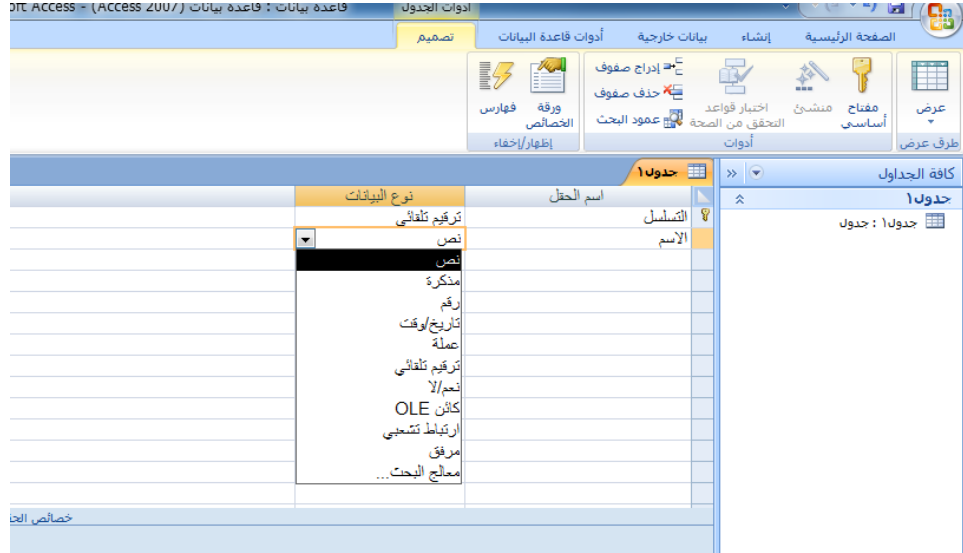 أدوات الجدول
قاعدة بيانات : قاعدة بيانات (Access 2007) - (Access
الصفحة الرئيسية
إنشاء
بيانات خارجية
أدوات قاعدة البيانات
تصميم
عرض
مفتاح أساسي
منشئ
اختبار قواعد التحقق من الصحة
إدراج صفوف
حذف صفوف
عمود البحث
ورقة الخصائص
فهارس
طرق عرض
أدوات
إظهار/إخفاء
كافة الجداول
جدول١
جدول١ : جدول
جدول١
اسم الحقل
نوع البيانات
التسلسل
ترقيم تلقائي
الاسم
نص
نص
مذكرة
رقم
تاريخ/وقت
عملة
ترقيم تلقائي
نعم/لا
كائن OLE
ارتباط تشعبي
مرفق
معالج البحث...
خصائص